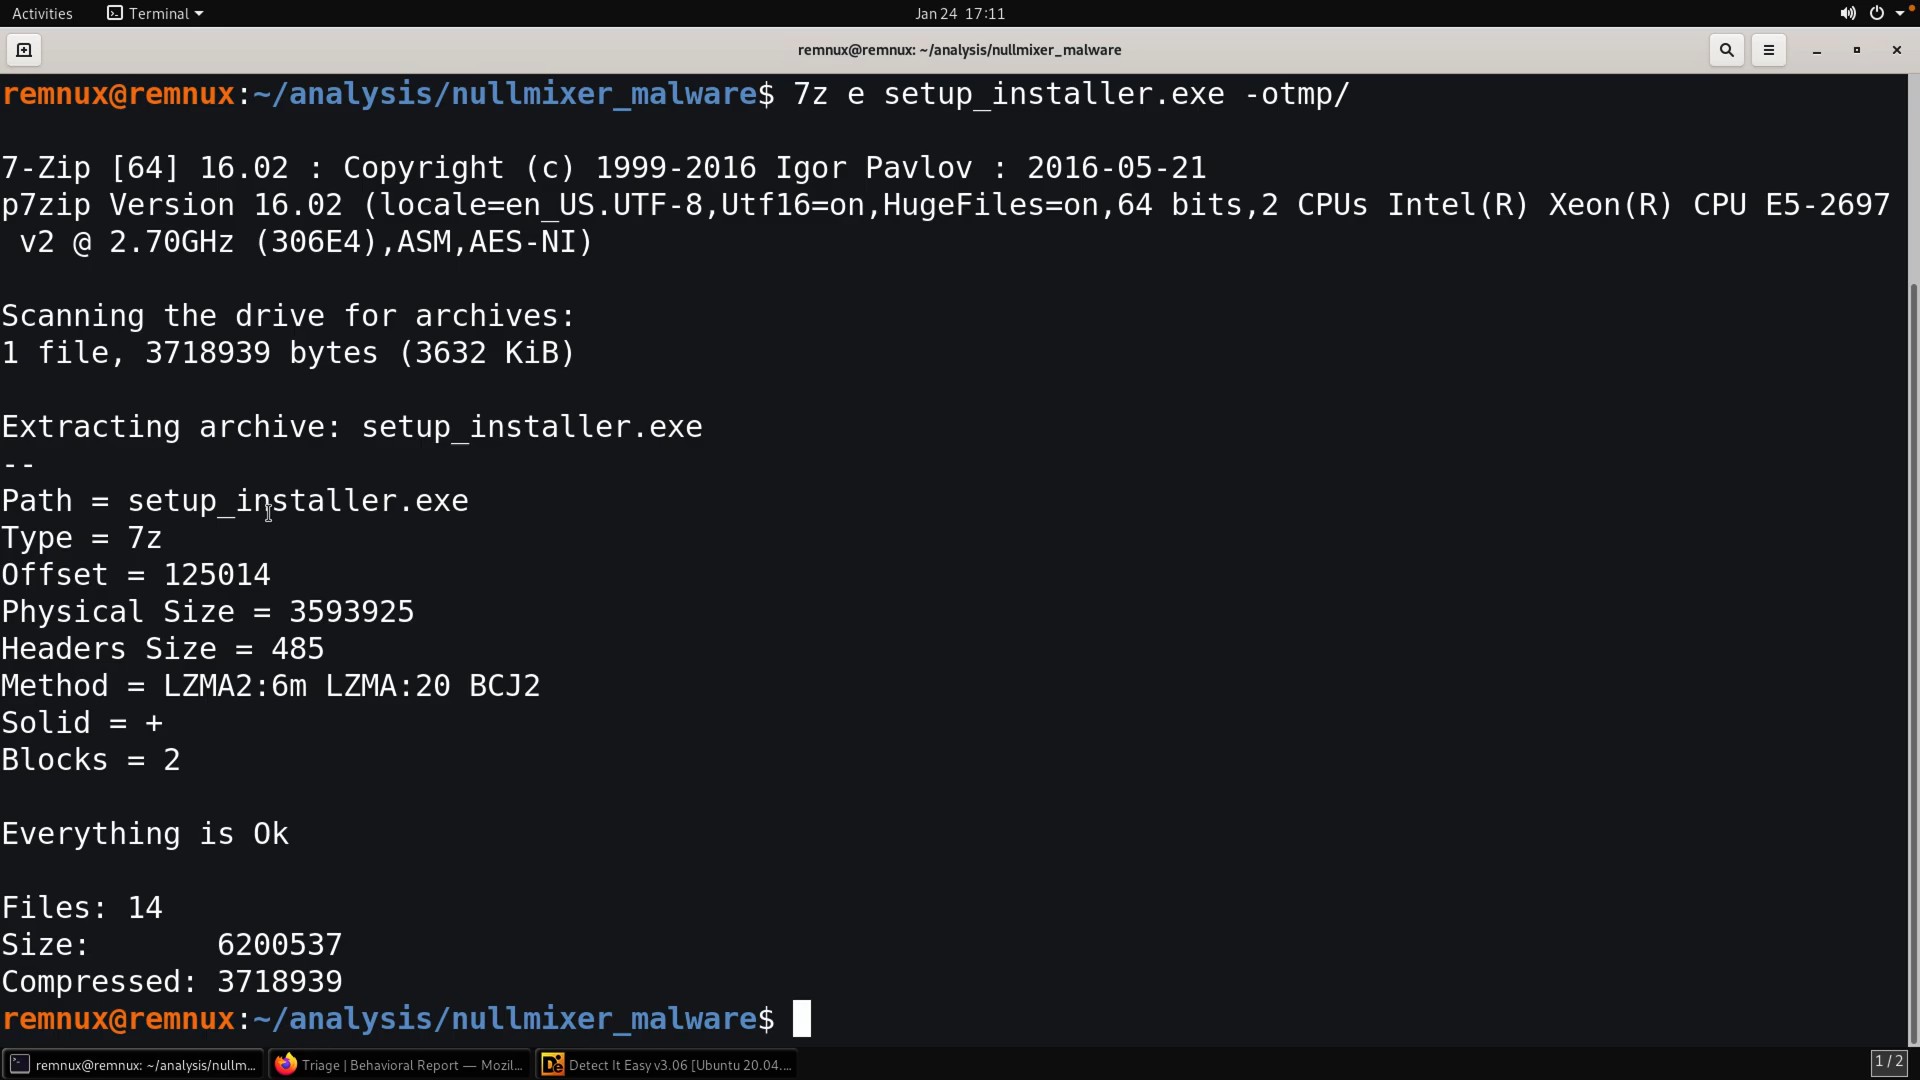 Activities Terminal Jan 24 17:11
remnux@remnux: ~/analysis/nullmixer_malware
remnux@remnux:~/analysis/nullmixer_malware$ 7z e setup_installer.exe -otmp/
7-Zip [64] 16.02 : Copyright (c) 1999-2016 Igor Pavlov : 2016-05-21
p7zip Version 16.02 (locale=en_US.UTF-8,Utf16=on,HugeFiles=on,64 bits,2 CPUs Intel(R) Xeon(R) CPU E5-2697
v2 @ 2.70GHz (306E4),ASM,AES-NI)
Scanning the drive for archives:
1 file, 3718939 bytes (3632 KiB)
Extracting archive: setup_installer.exe
--
Path = setup_installer.exe
Type = 7z
Offset = 125014
Physical Size = 3593925
Headers Size = 485
Method = LZMA2:6m LZMA:20 BCJ2
Solid = +
Blocks = 2
Everything is Ok
Files: 14
Size:       6200537
Compressed: 3718939
remnux@remnux:~/analysis/nullmixer_malware$
remnux@remnux: ~/analysis/nullm... Triage | Behavioral Report — Mozil... Detect It Easy v3.06 [Ubuntu 20.04.... 1 / 2